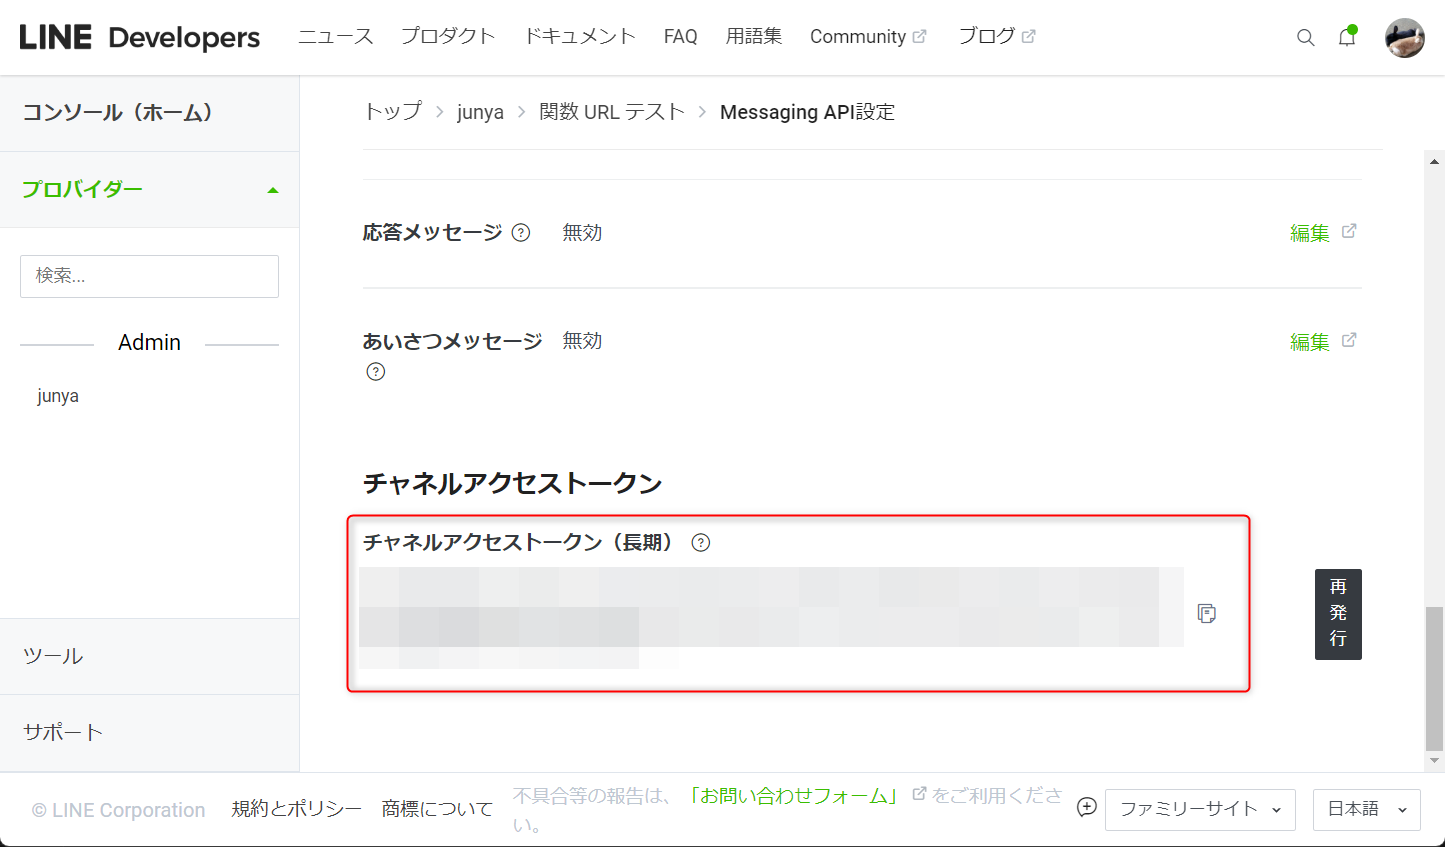 LINE Developers ニュース プロダクト ドキュメント FAQ 用語集 Community ブログ
コンソール（ホーム）
プロバイダー
検索...
Admin
junya
ツール
サポート
トップ > junya > 関数 URL テスト > Messaging API設定
応答メッセージ ? 無効 編集
あいさつメッセージ 無効 編集
?
チャネルアクセストークン
チャネルアクセストークン（長期） ?
再
発
行
© LINE Corporation 規約とポリシー 商標について
不具合等の報告は、「お問い合わせフォーム」をご利用くださ
い。
ファミリーサイト
日本語